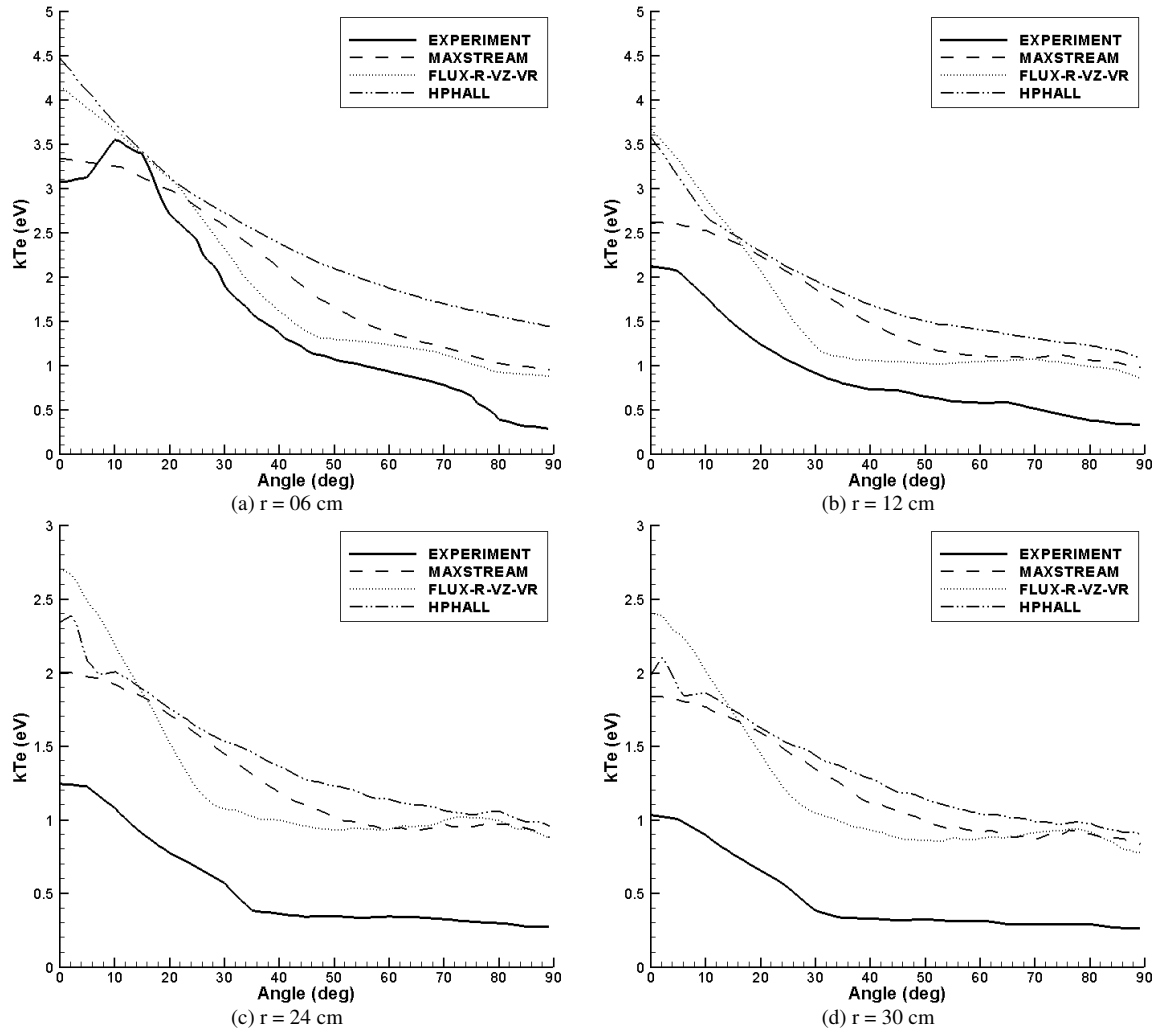 5
4.5
4
3.5
3
2.5
2
1.5
1
0.5
0
kTe (eV)
EXPERIMENT
MAXSTREAM
FLUX-R-VZ-VR
HPHALL
0 10 20 30 40 50 60 70 80 90
Angle (deg)
(a) r = 06 cm
5
4.5
4
3.5
3
2.5
2
1.5
1
0.5
0
kTe (eV)
EXPERIMENT
MAXSTREAM
FLUX-R-VZ-VR
HPHALL
0 10 20 30 40 50 60 70 80 90
Angle (deg)
(b) r = 12 cm
3
2.5
2
1.5
1
0.5
0
kTe (eV)
EXPERIMENT
MAXSTREAM
FLUX-R-VZ-VR
HPHALL
0 10 20 30 40 50 60 70 80 90
Angle (deg)
(c) r = 24 cm
3
2.5
2
1.5
1
0.5
0
kTe (eV)
EXPERIMENT
MAXSTREAM
FLUX-R-VZ-VR
HPHALL
0 10 20 30 40 50 60 70 80 90
Angle (deg)
(d) r = 30 cm